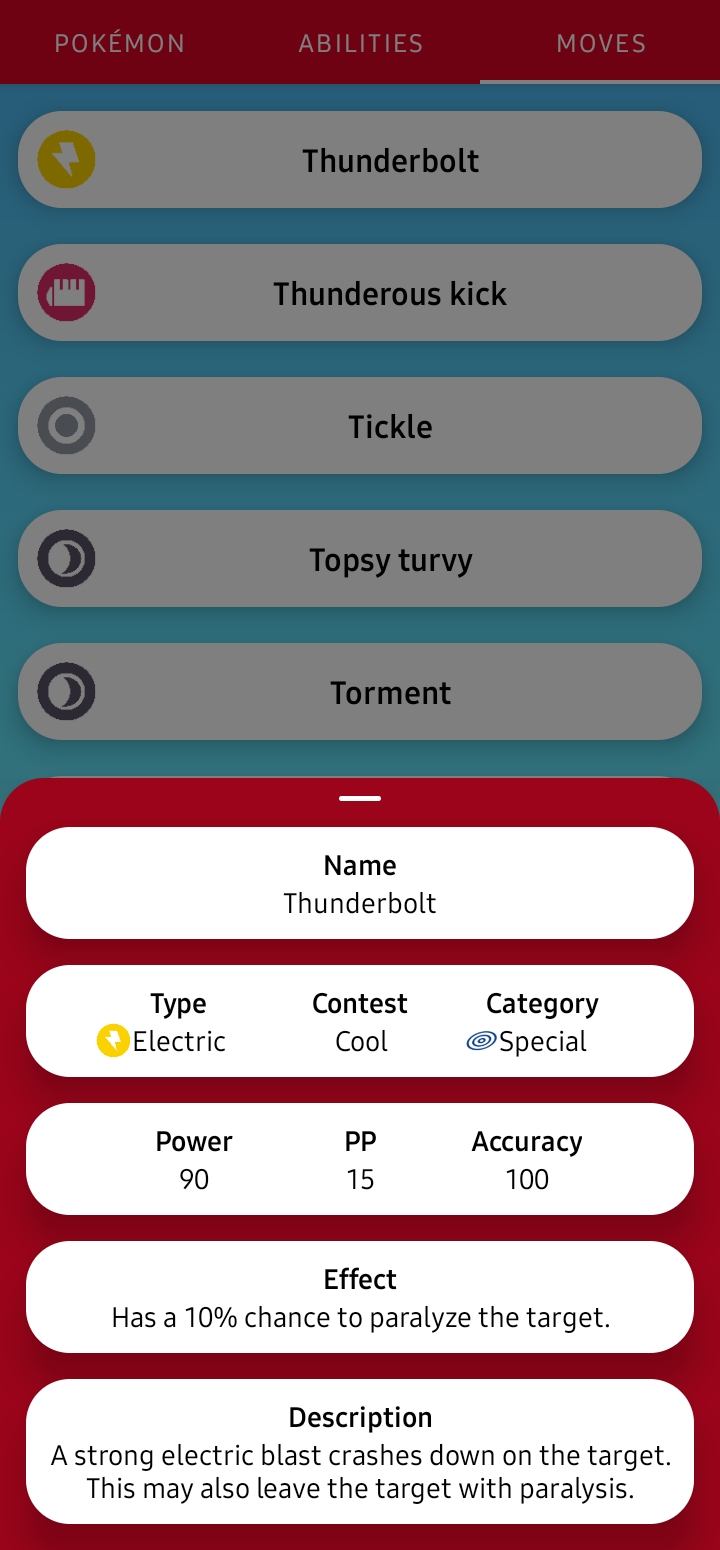 POKÉMON ABILITIES MOVES
Thunderbolt
Thunderous kick
Tickle
Topsy turvy
Torment
Name
Thunderbolt
Type Contest Category
Electric Cool Special
Power PP Accuracy
90 15 100
Effect
Has a 10% chance to paralyze the target.
Description
A strong electric blast crashes down on the target.
This may also leave the target with paralysis.